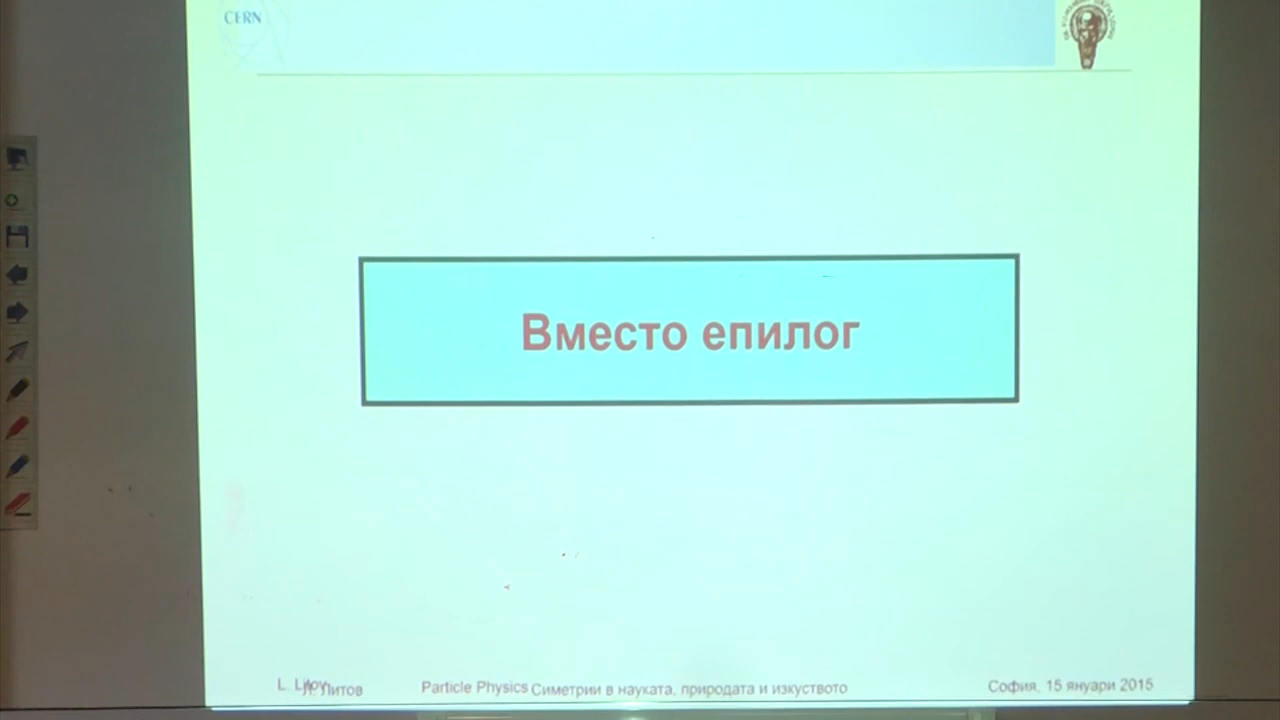 CERN
Вместо епилог
L. Litov Л. Литов
Particle Physics Симетрии в науката, природата и изкуството
София, 15 януари 2015